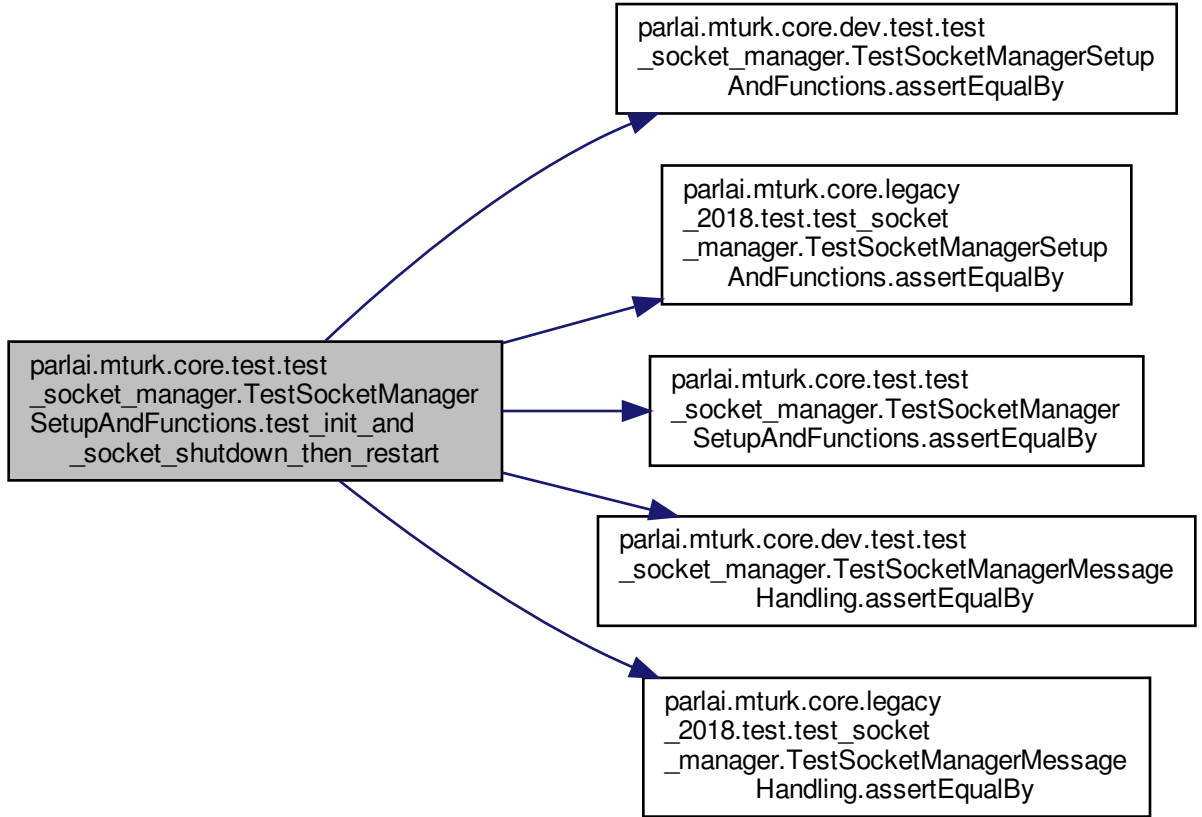 parlai.mturk.core.test.test
_socket_manager.TestSocketManager
SetupAndFunctions.test_init_and
_socket_shutdown_then_restart
parlai.mturk.core.dev.test.test
_socket_manager.TestSocketManagerSetup
AndFunctions.assertEqualBy
parlai.mturk.core.legacy
_2018.test.test_socket
_manager.TestSocketManagerSetup
AndFunctions.assertEqualBy
parlai.mturk.core.test.test
_socket_manager.TestSocketManager
SetupAndFunctions.assertEqualBy
parlai.mturk.core.dev.test.test
_socket_manager.TestSocketManagerMessage
Handling.assertEqualBy
parlai.mturk.core.legacy
_2018.test.test_socket
_manager.TestSocketManagerMessage
Handling.assertEqualBy